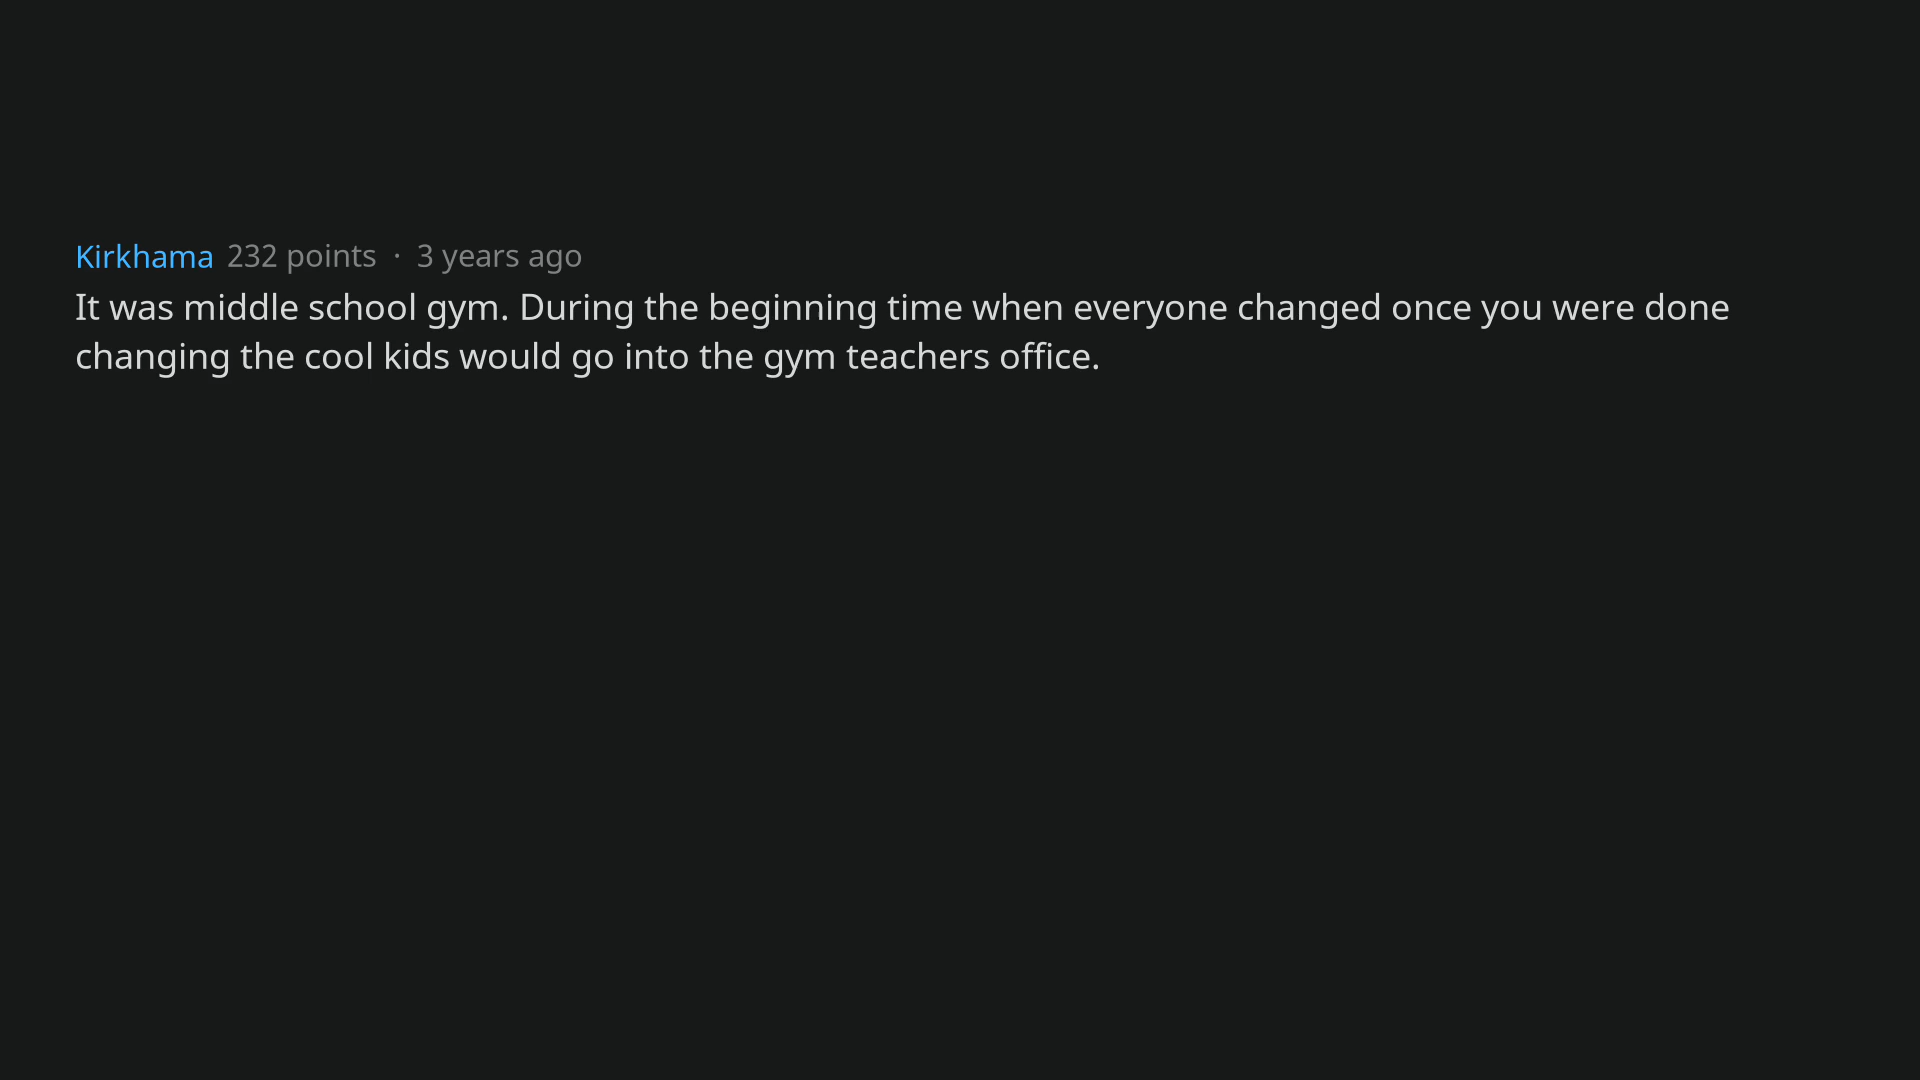 Kirkhama 232 points · 3 years ago
It was middle school gym. During the beginning time when everyone changed once you were done
changing the cool kids would go into the gym teachers office.